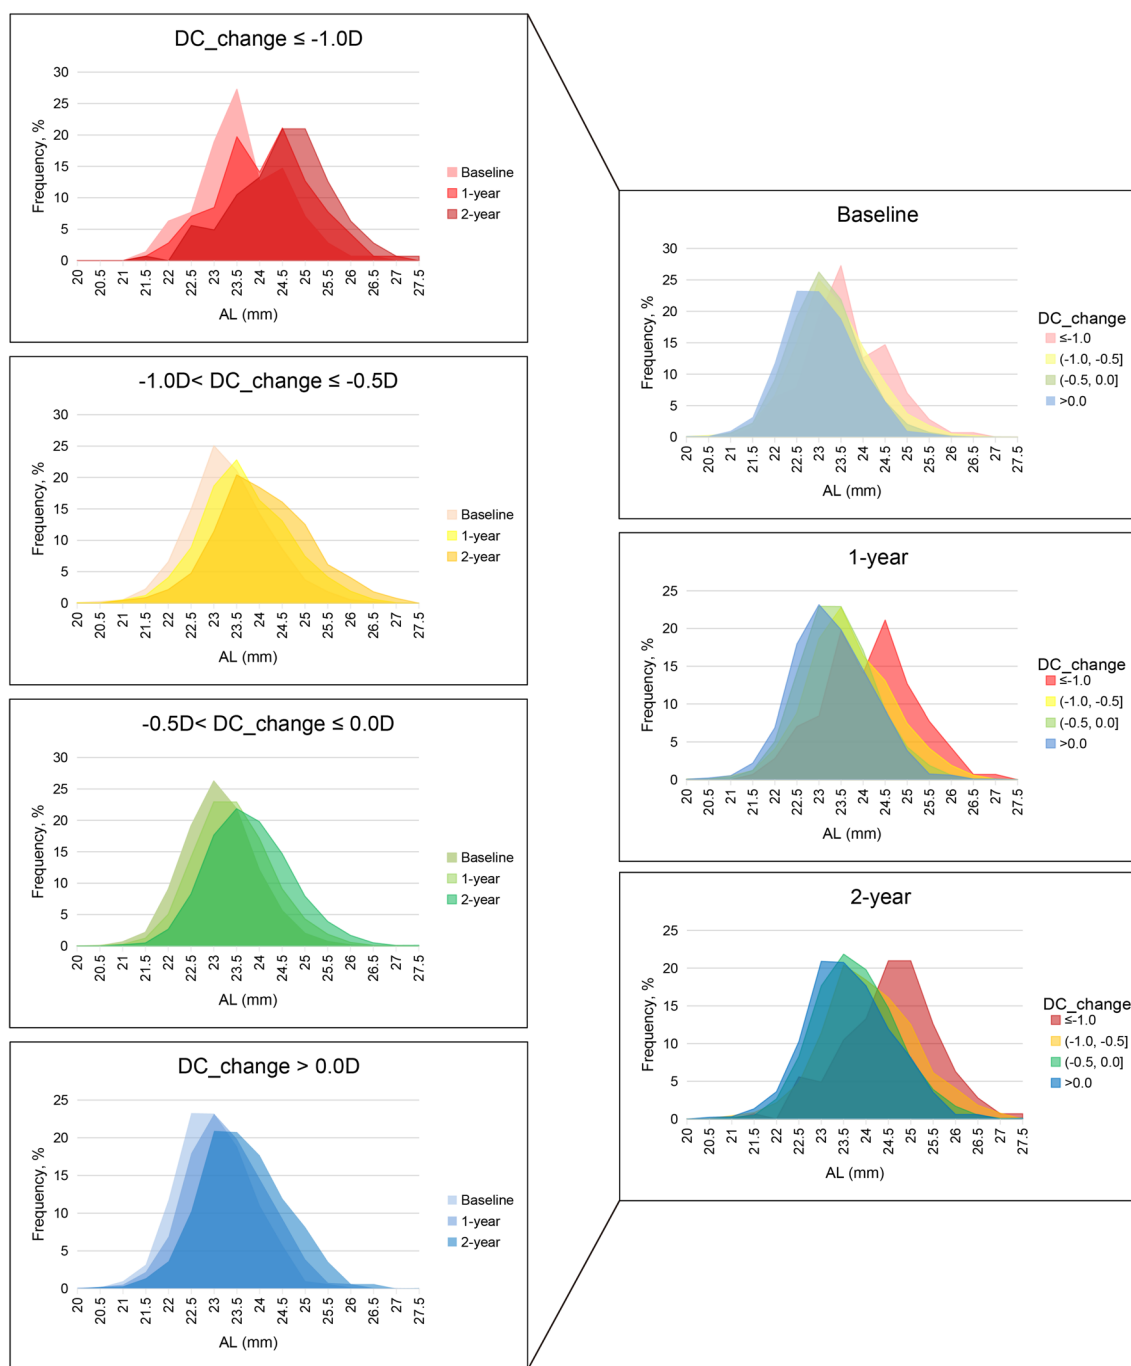 DC_change ≤ -1.0D
30
25
20
15
10
5
0
Frequency, %
20 20.5 21 21.5 22 22.5 23 23.5 24 24.5 25 25.5 26 26.5 27 27.5
AL (mm)
Baseline
1-year
2-year
-1.0D< DC_change ≤ -0.5D
30
25
20
15
10
5
0
Frequency, %
20 20.5 21 21.5 22 22.5 23 23.5 24 24.5 25 25.5 26 26.5 27 27.5
AL (mm)
Baseline
1-year
2-year
-0.5D< DC_change ≤ 0.0D
30
25
20
15
10
5
0
Frequency, %
20 20.5 21 21.5 22 22.5 23 23.5 24 24.5 25 25.5 26 26.5 27 27.5
AL (mm)
Baseline
1-year
2-year
DC_change > 0.0D
25
20
15
10
5
0
Frequency, %
20 20.5 21 21.5 22 22.5 23 23.5 24 24.5 25 25.5 26 26.5 27 27.5
AL (mm)
Baseline
1-year
2-year
Baseline
30
25
20
15
10
5
0
Frequency, %
20 20.5 21 21.5 22 22.5 23 23.5 24 24.5 25 25.5 26 26.5 27 27.5
AL (mm)
DC_change
≤-1.0
(-1.0, -0.5]
(-0.5, 0.0]
>0.0
1-year
25
20
15
10
5
0
Frequency, %
20 20.5 21 21.5 22 22.5 23 23.5 24 24.5 25 25.5 26 26.5 27 27.5
AL (mm)
DC_change
≤-1.0
(-1.0, -0.5]
(-0.5, 0.0]
>0.0
2-year
25
20
15
10
5
0
Frequency, %
20 20.5 21 21.5 22 22.5 23 23.5 24 24.5 25 25.5 26 26.5 27 27.5
AL (mm)
DC_change
≤-1.0
(-1.0, -0.5]
(-0.5, 0.0]
>0.0